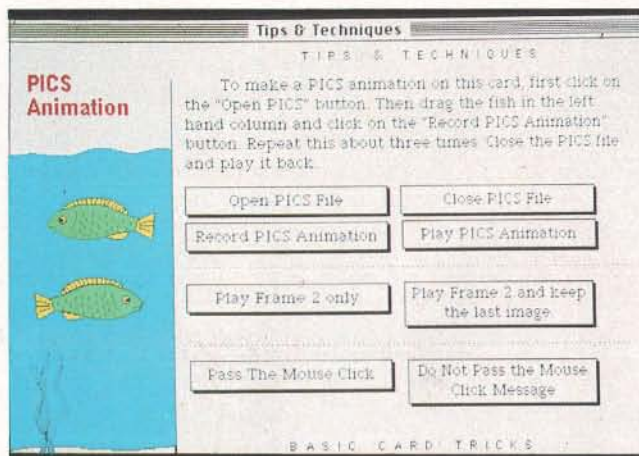 Tips & Techniques
TIPS & TECHNIQUES
PICS
Animation
To make a PICS animation on this card, first click on
the "Open PICS" button. Then drag the fish in the left
hand column and click on the "Record PICS Animation"
button. Repeat this about three times. Close the PICS file
and play it back.
Open PICS File
Close PICS File
Record PICS Animation
Play PICS Animation
Play Frame 2 only
Play Frame 2 and keep
the last image.
Pass The Mouse Click
Do Not Pass the Mouse
Click Message
BASIC CARD TRICKS